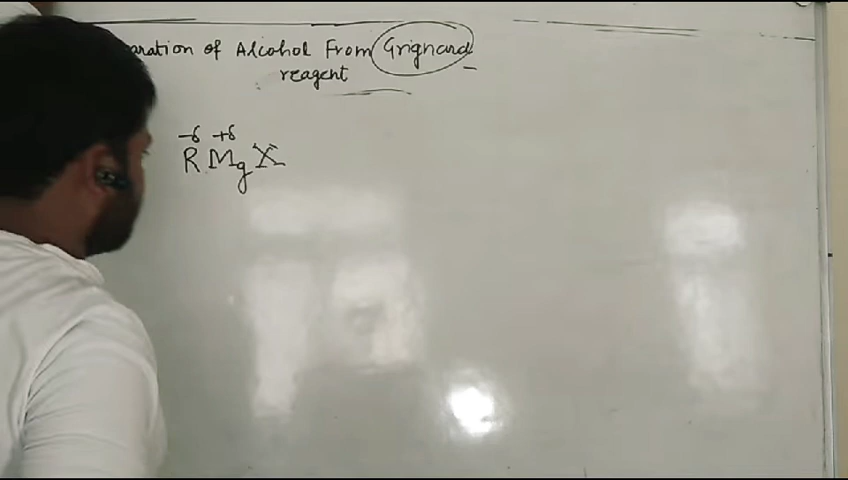 aration of Alcohol From Grignard
reagent
-δ +δ
R Mg X